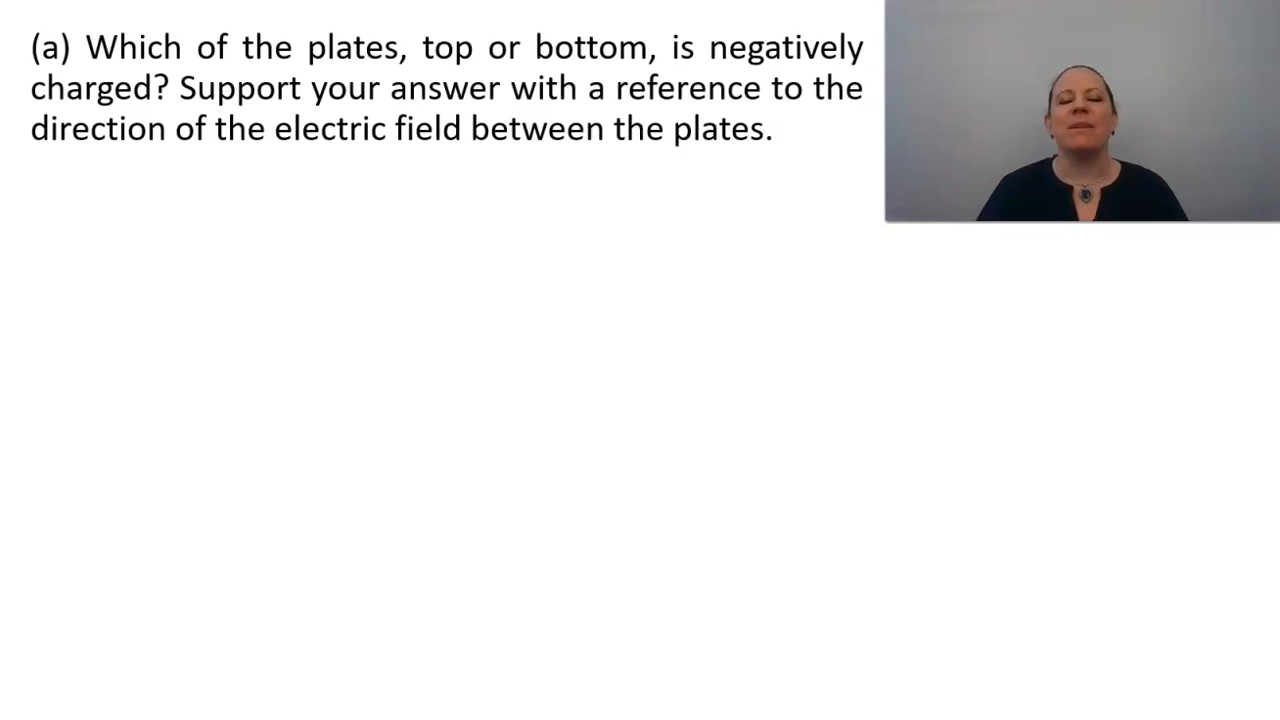 (a) Which of the plates, top or bottom, is negatively
charged? Support your answer with a reference to the
direction of the electric field between the plates.